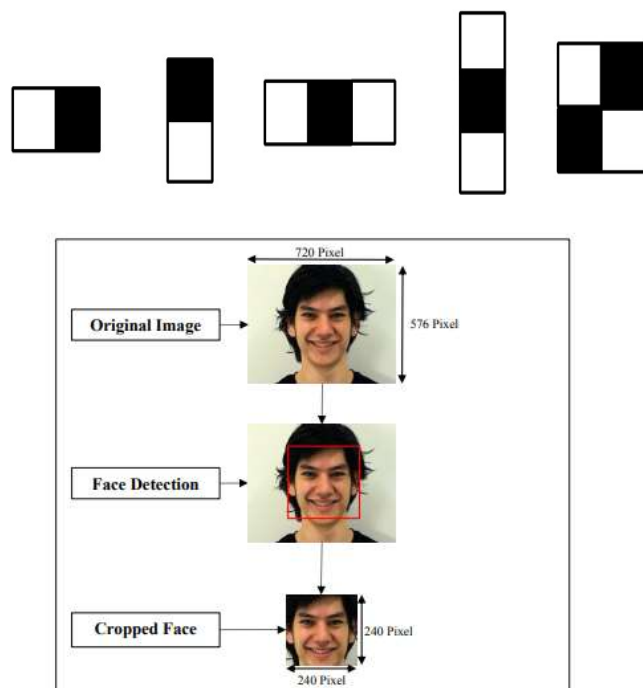 720 Pixel
Original Image
576 Pixel
Face Detection
Cropped Face
240 Pixel
240 Pixel